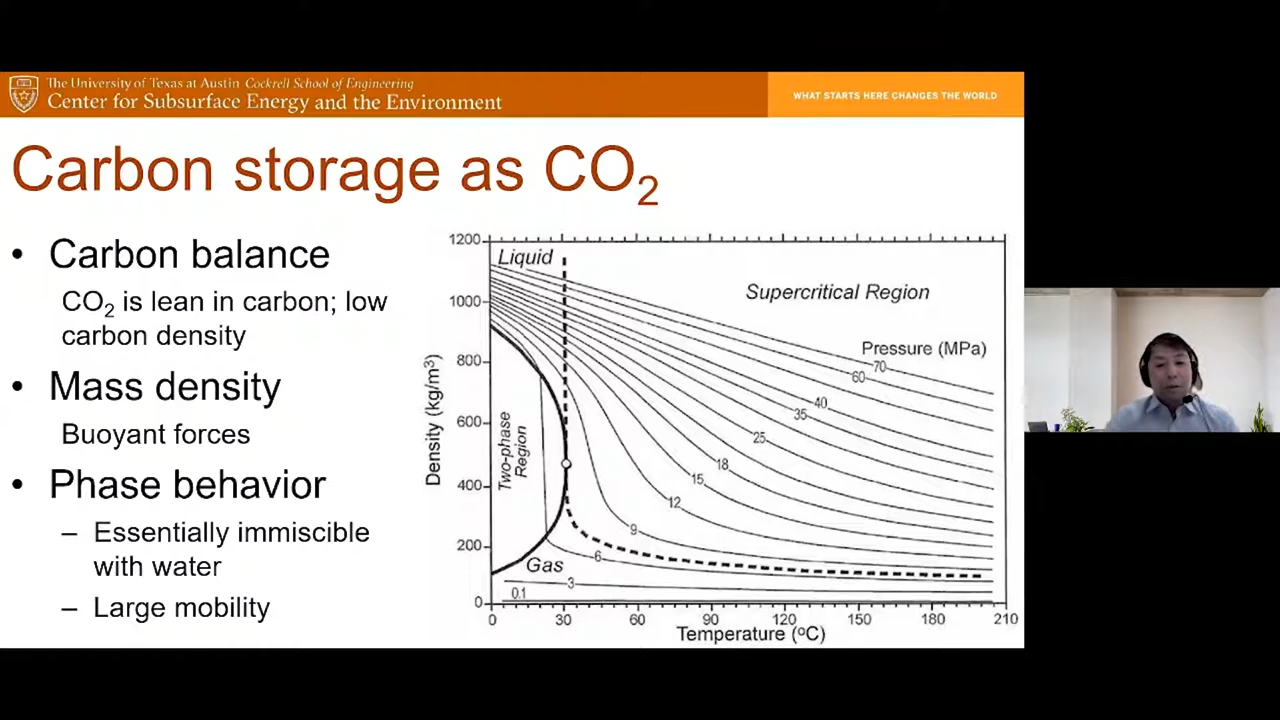 The University of Texas at Austin Cockrell School of Engineering
Center for Subsurface Energy and the Environment
WHAT STARTS HERE CHANGES THE WORLD
Carbon storage as CO₂
• Carbon balance
CO₂ is lean in carbon; low
carbon density
• Mass density
Buoyant forces
• Phase behavior
– Essentially immiscible
with water
– Large mobility
1200
1000
800
600
400
200
0
Density (kg/m³)
Liquid
Supercritical Region
Pressure (MPa)
70
60
40
35
25
18
15
12
9
6
3
0.1
Two-phase
Region
Gas
0
30
60
90
120
150
180
210
Temperature (ºC)